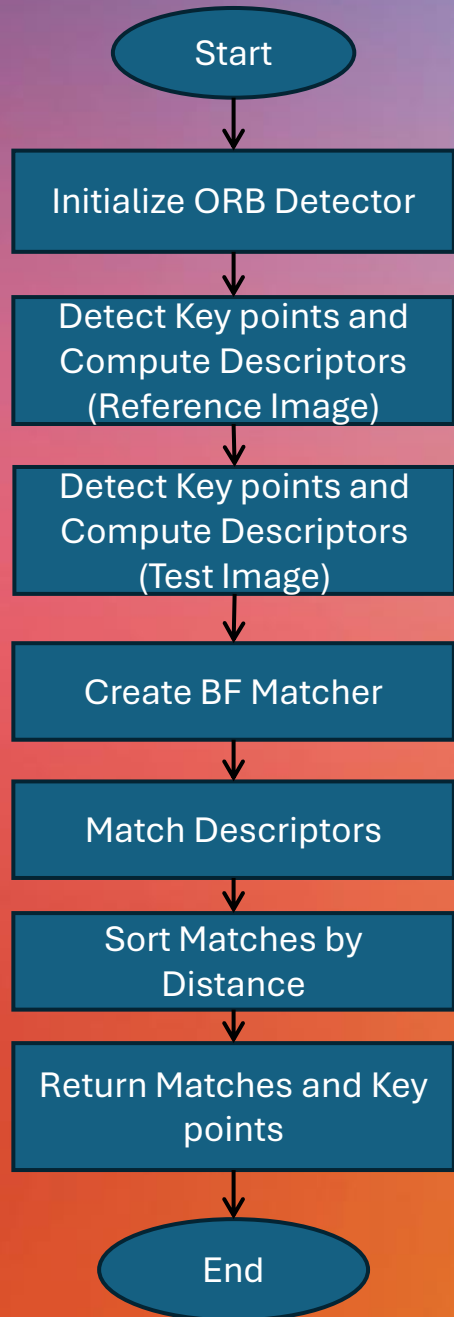 Start
Initialize ORB Detector
Detect Key points and
Compute Descriptors
(Reference Image)
Detect Key points and
Compute Descriptors
(Test Image)
Create BF Matcher
Match Descriptors
Sort Matches by
Distance
Return Matches and Key
points
End